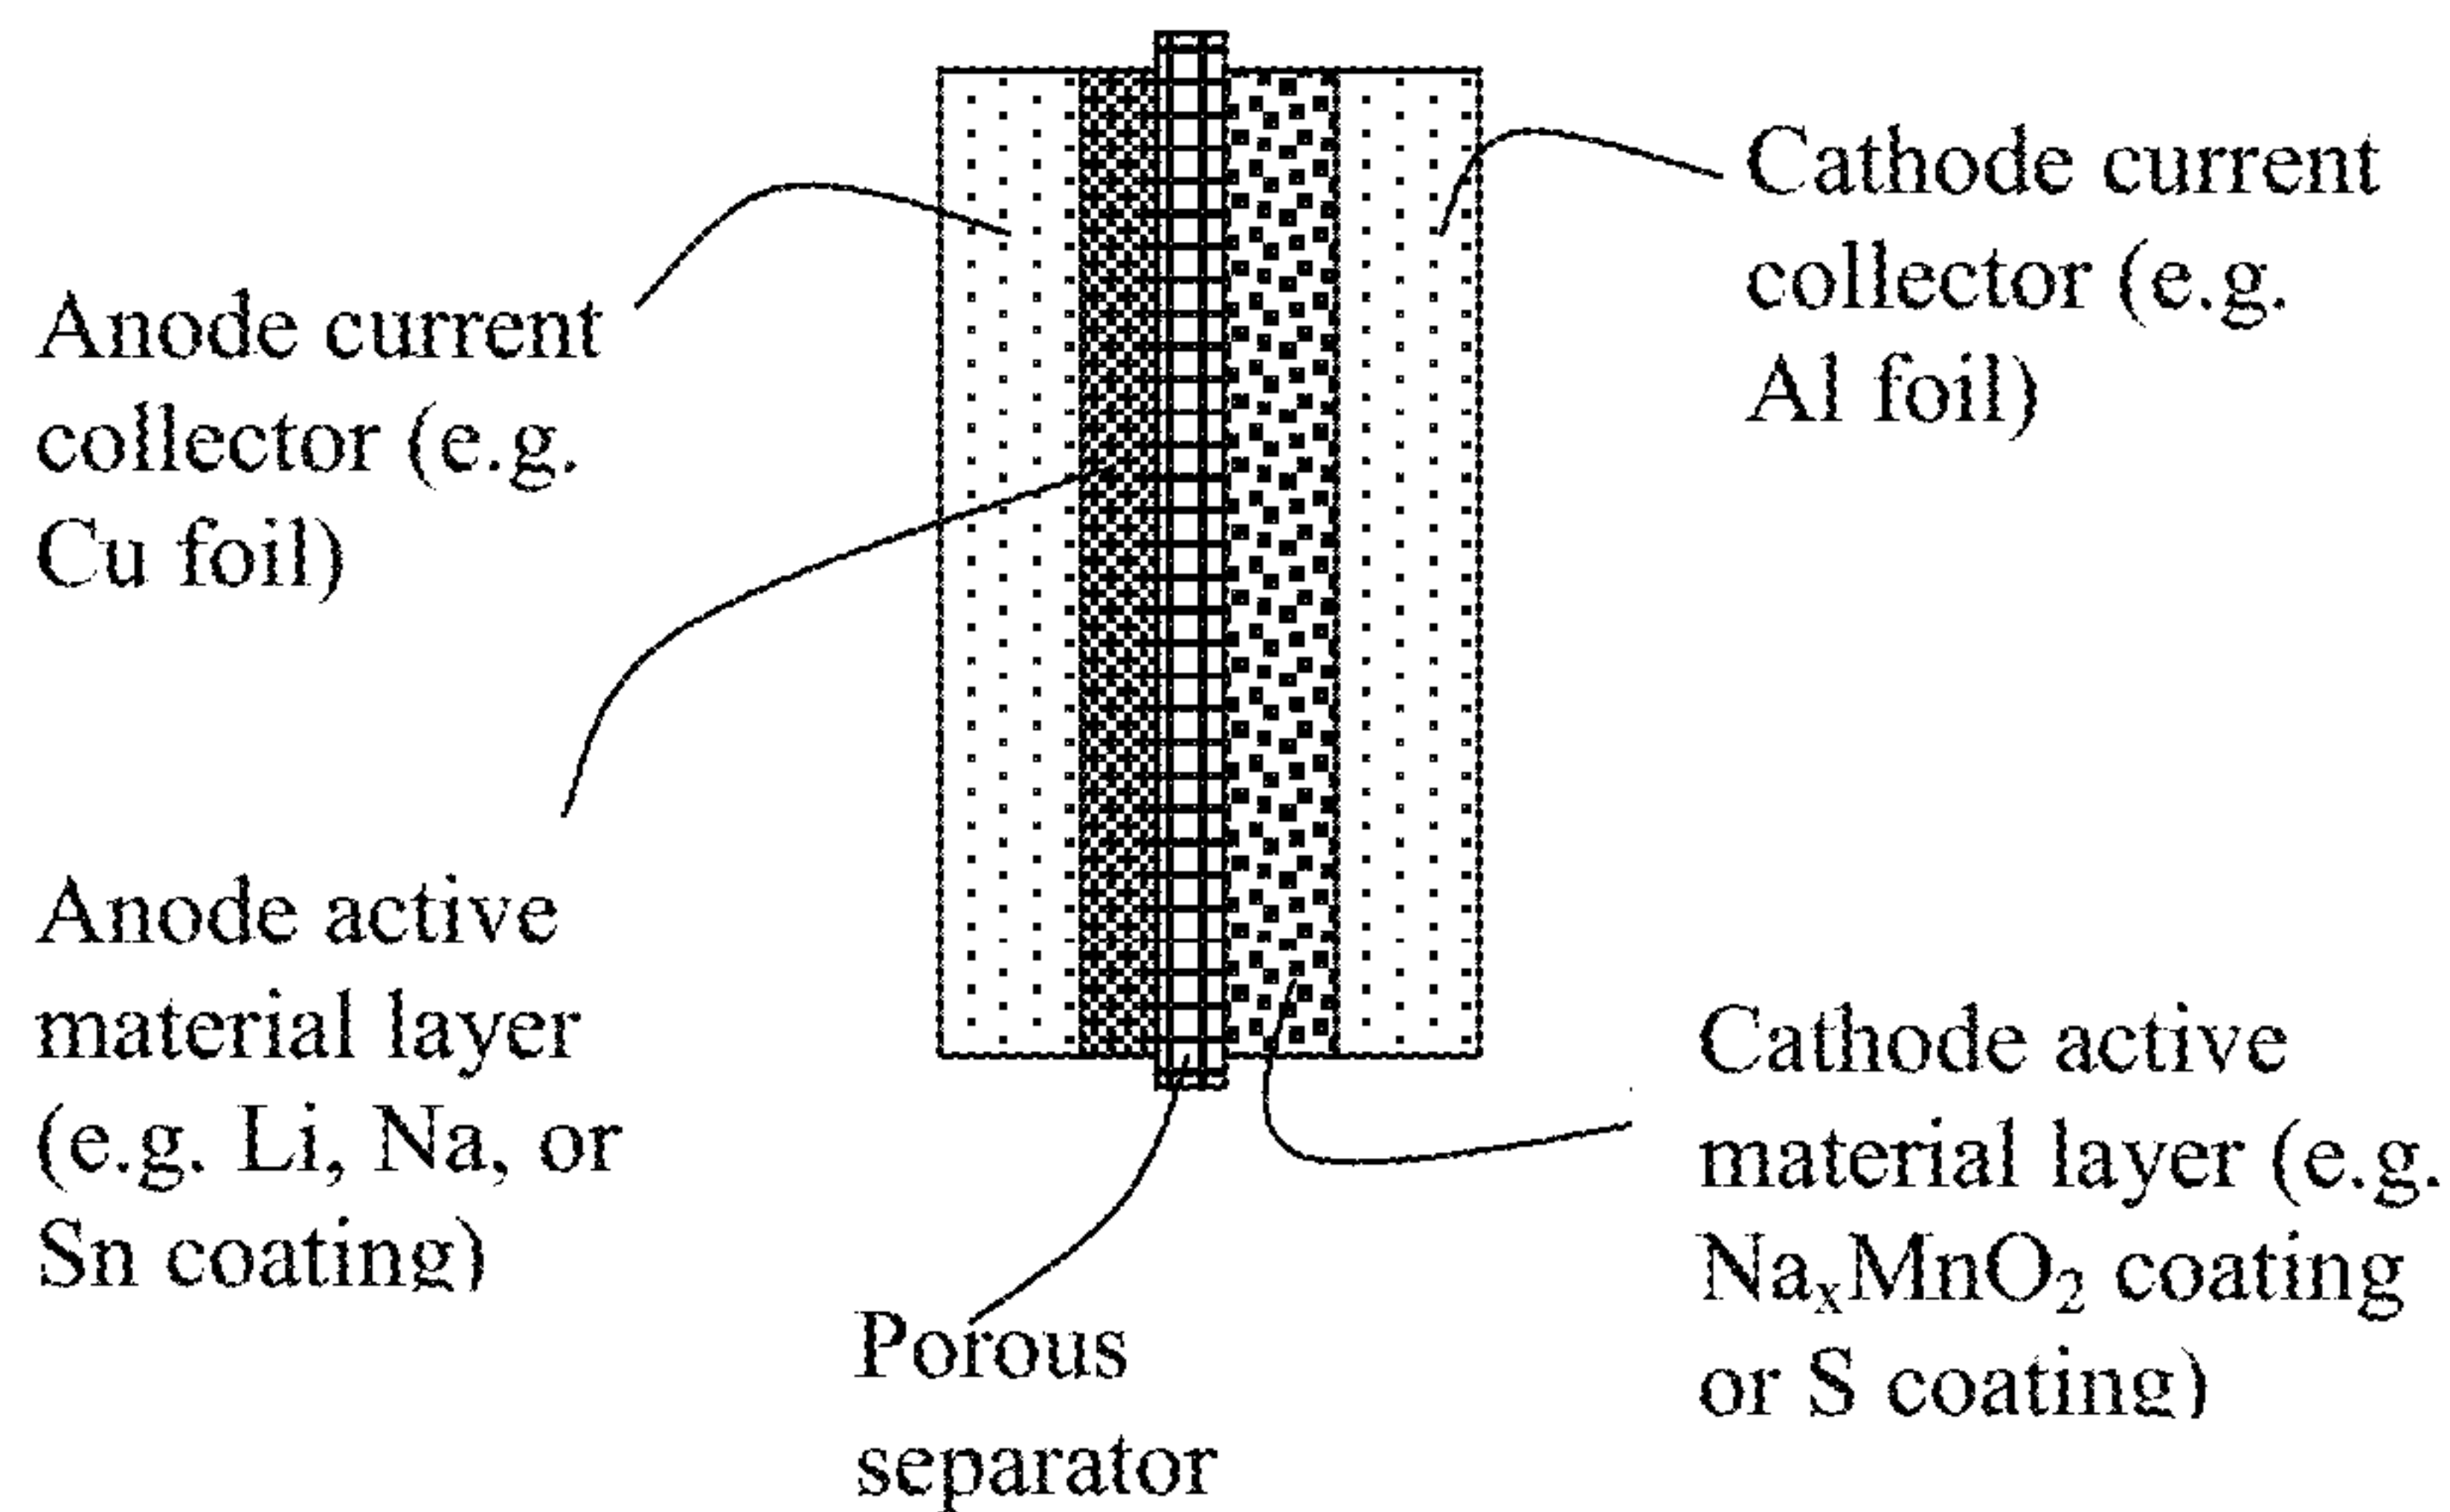 Anode current
collector (e.g.
Cu foil)
Anode active
material layer
(e.g. Li, Na, or
Sn coating)
Porous
separator
Cathode current
collector (e.g.
Al foil)
Cathode active
material layer (e.g.
NaₓMnO₂ coating
or S coating)